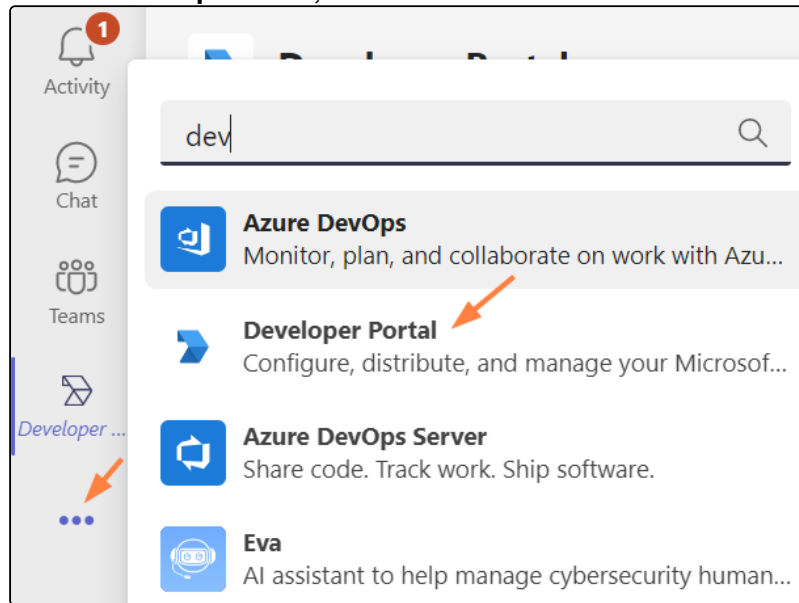 1
Activity
Chat
Teams
Developer ...
dev
Azure DevOps
Monitor, plan, and collaborate on work with Azu...
Developer Portal
Configure, distribute, and manage your Microsof...
Azure DevOps Server
Share code. Track work. Ship software.
Eva
AI assistant to help manage cybersecurity human...